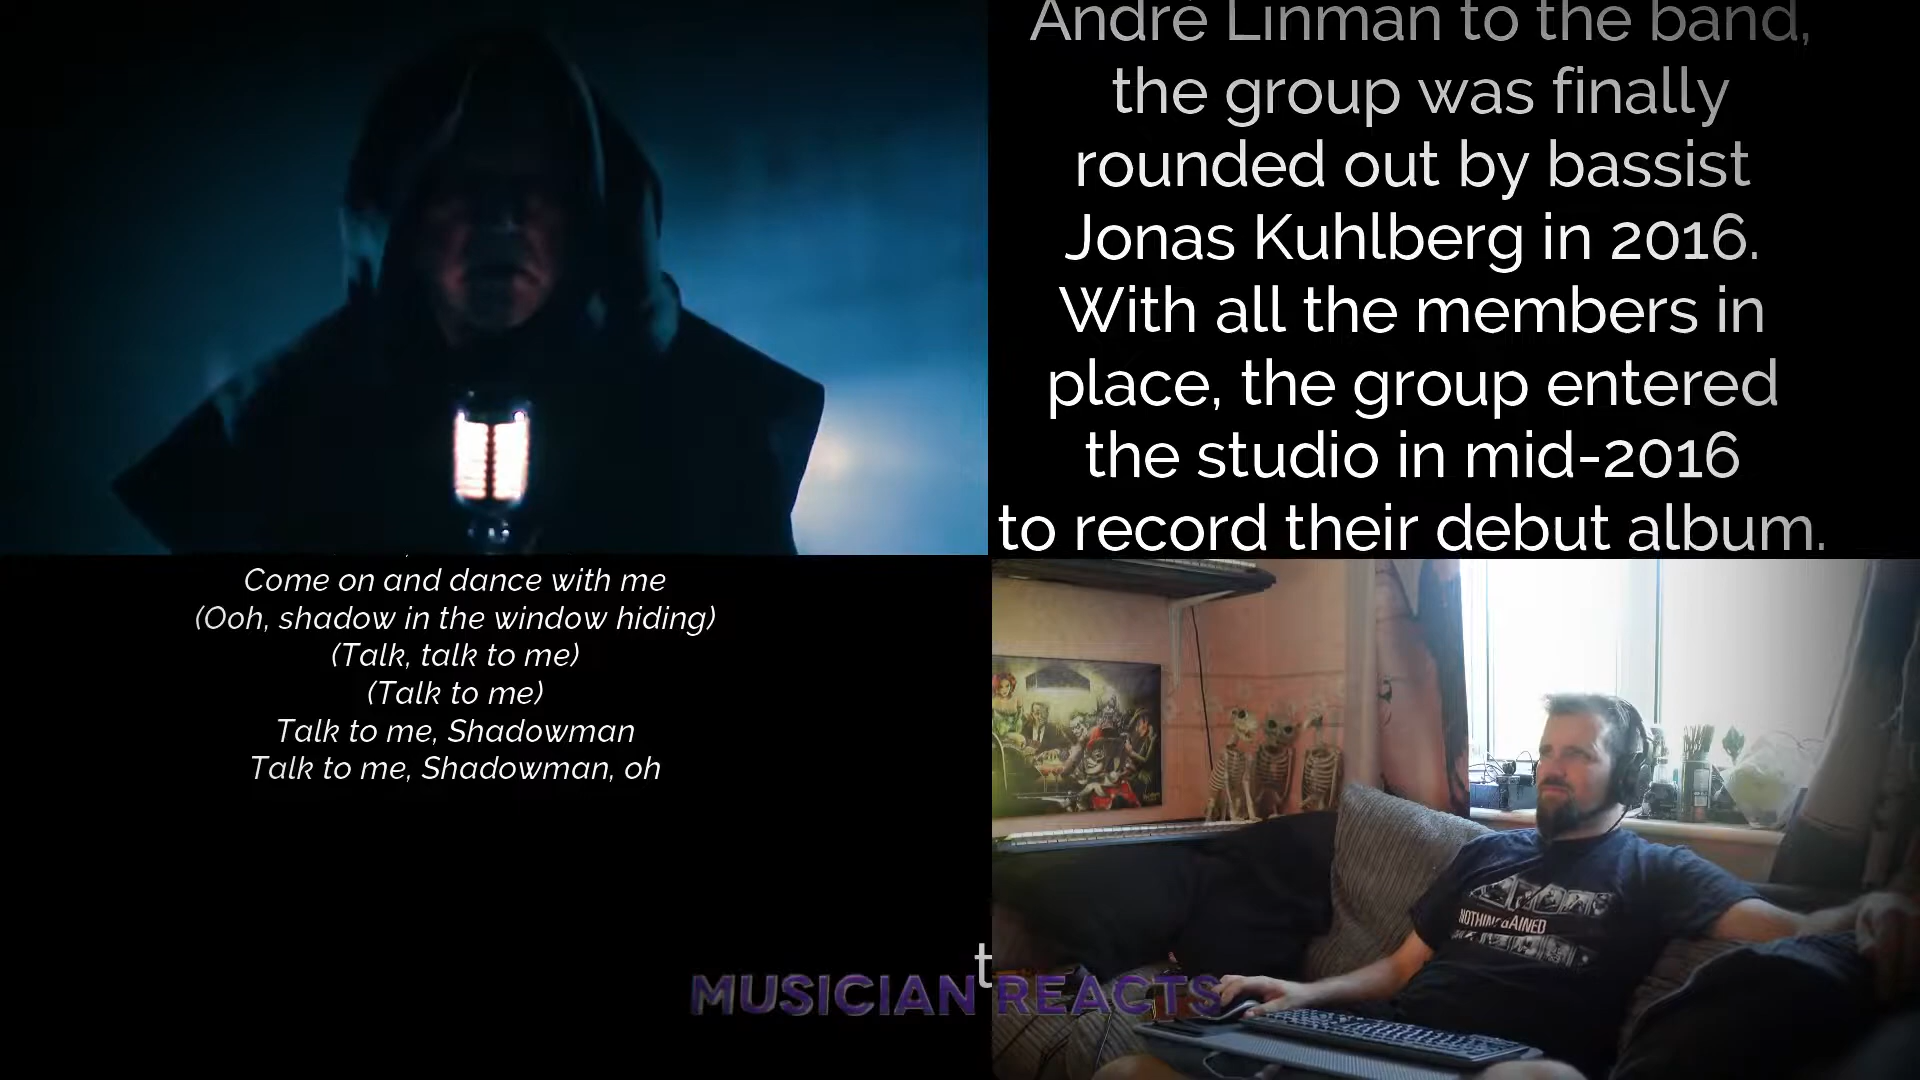 André Linman to the band,
the group was finally
rounded out by bassist
Jonas Kuhlberg in 2016.
With all the members in
place, the group entered
the studio in mid-2016
to record their debut album.
Come on and dance with me
(Ooh, shadow in the window hiding)
(Talk, talk to me)
(Talk to me)
Talk to me, Shadowman
Talk to me, Shadowman, oh
NOTHING GAINED
t
MUSICIAN REACTS